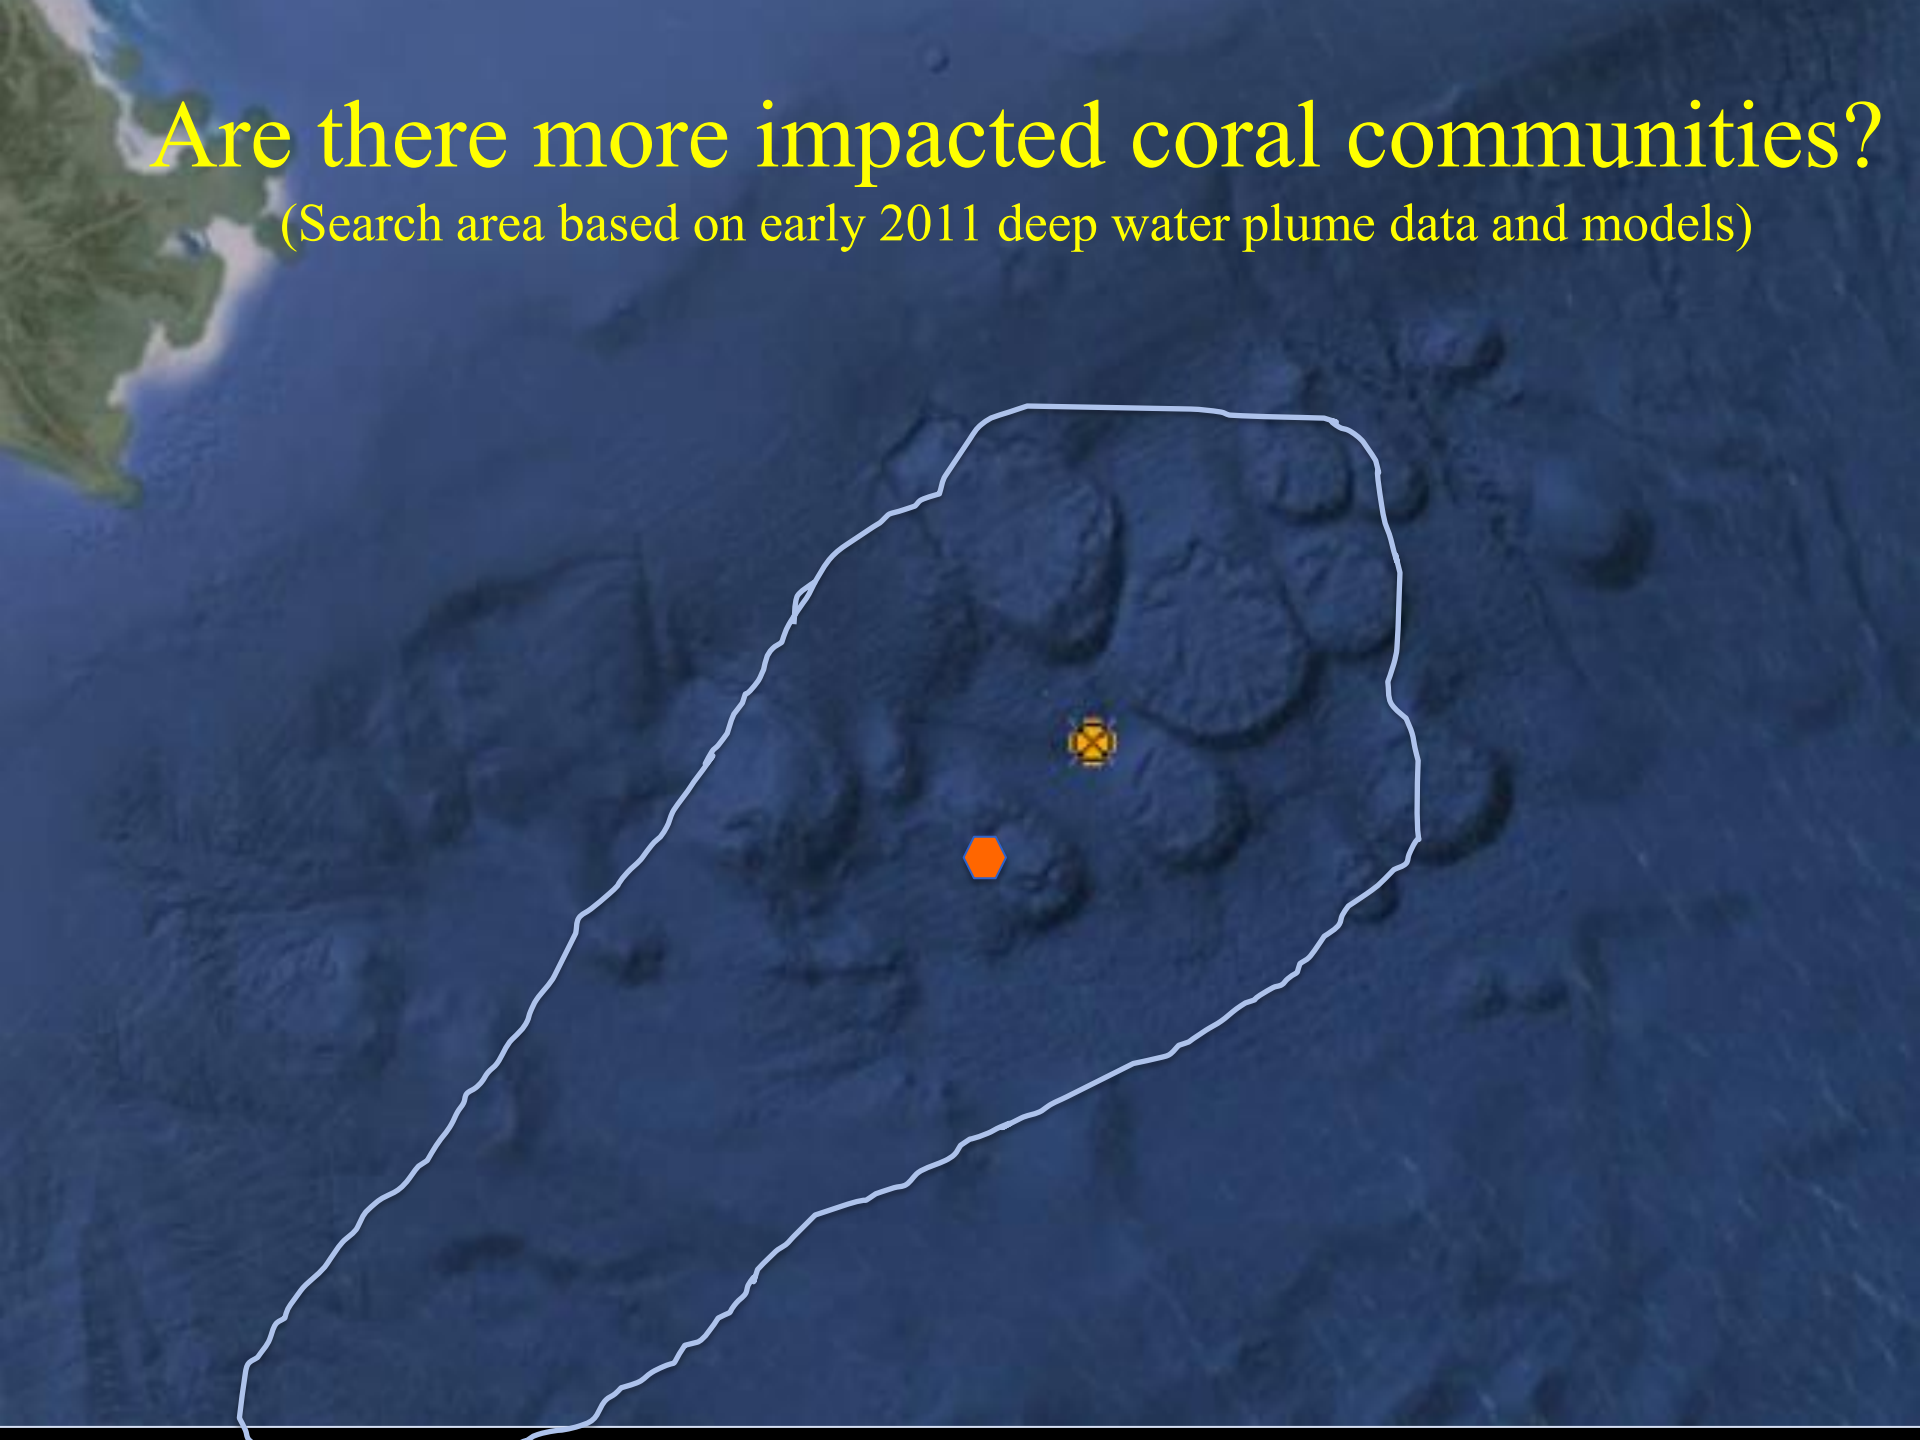 Are there more impacted coral communities?
(Search area based on early 2011 deep water plume data and models)